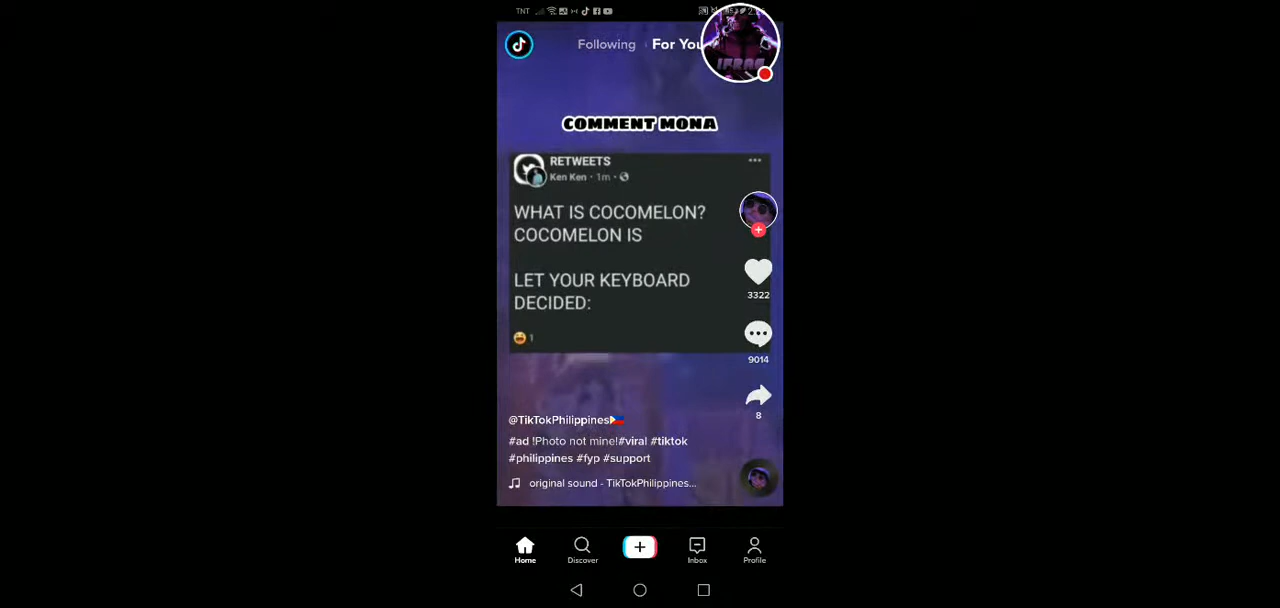 TNT
Following
For You
COMMENT MONA
RETWEETS
Ken Ken · 1m ·
WHAT IS COCOMELON?
COCOMELON IS
LET YOUR KEYBOARD
DECIDED:
1
3322
9014
8
@TikTokPhilippines🇵🇭
#ad !Photo not mine!#viral #tiktok
#philippines #fyp #support
original sound - TikTokPhilippines...
Home
Discover
Inbox
Profile